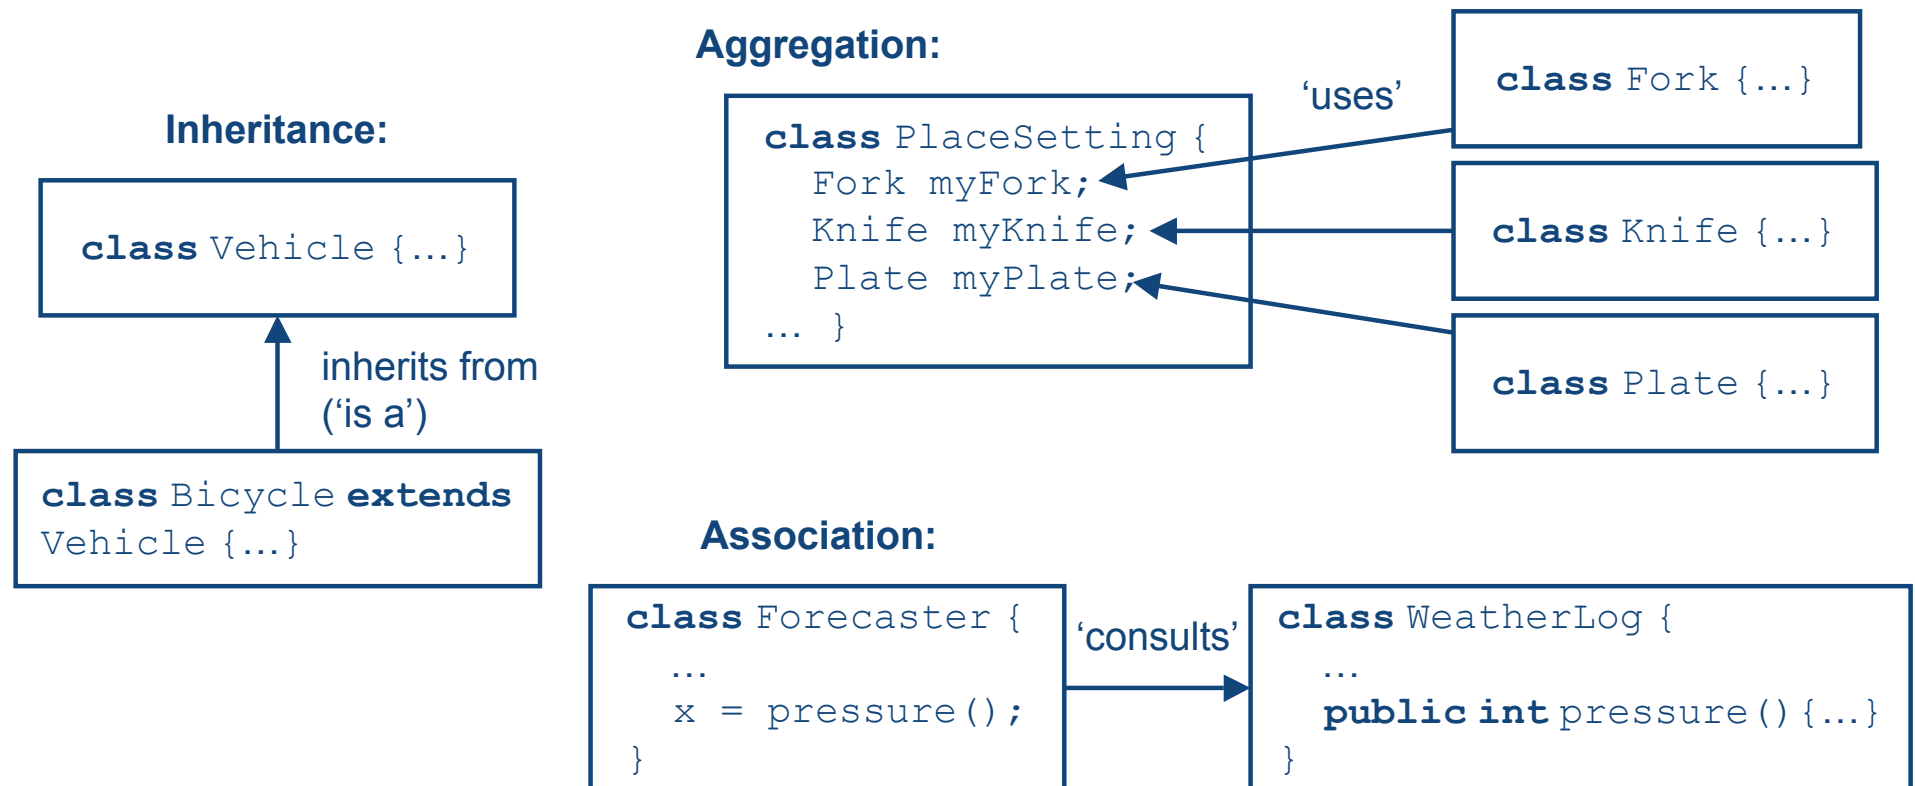 Inheritance:
class Vehicle {…}
inherits from
(‘is a’)
class Bicycle extends
Vehicle {…}
Aggregation:
class PlaceSetting {
Fork myFork;
Knife myKnife;
Plate myPlate;
… }
‘uses’
class Fork {…}
class Knife {…}
class Plate {…}
Association:
class Forecaster {
…
x = pressure();
}
‘consults’
class WeatherLog {
…
public int pressure(){…}
}